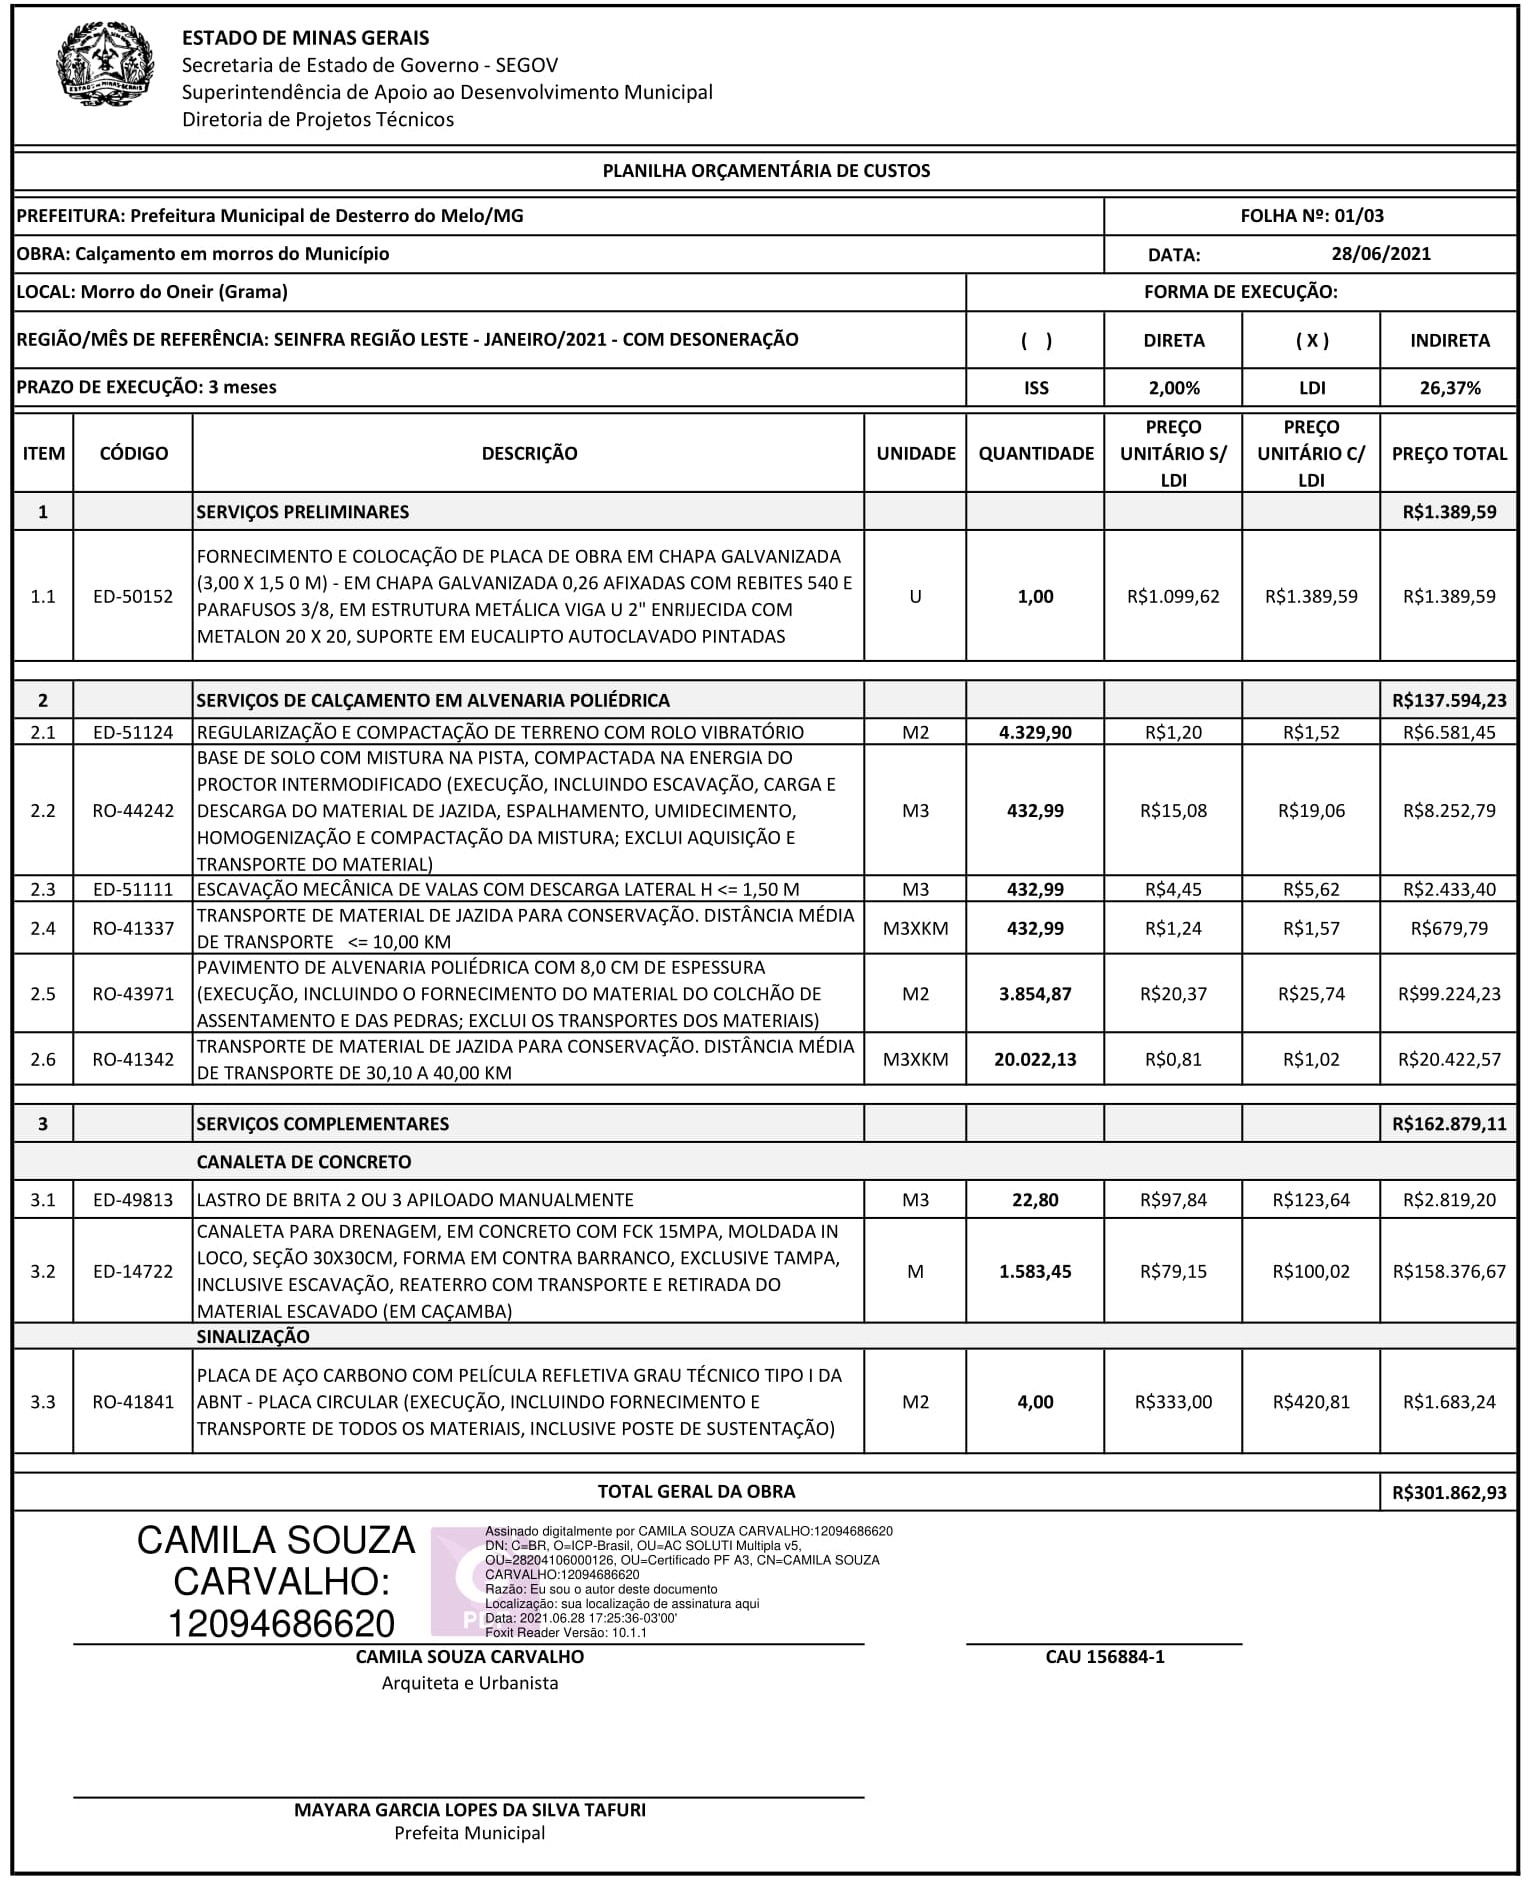 ESTADO DE MINAS GERAIS
Secretaria de Estado de Governo - SEGOV
Superintendência de Apoio ao Desenvolvimento Municipal
Diretoria de Projetos Técnicos
ESTADO DE MINAS GERAIS
PLANILHA ORÇAMENTÁRIA DE CUSTOS
PREFEITURA: Prefeitura Municipal de Desterro do Melo/MG FOLHA Nº: 01/03
OBRA: Calçamento em morros do Município DATA: 28/06/2021
LOCAL: Morro do Oneir (Grama) FORMA DE EXECUÇÃO:
REGIÃO/MÊS DE REFERÊNCIA: SEINFRA REGIÃO LESTE - JANEIRO/2021 - COM DESONERAÇÃO ( ) DIRETA ( X ) INDIRETA
PRAZO DE EXECUÇÃO: 3 meses ISS 2,00% LDI 26,37%
ITEM CÓDIGO DESCRIÇÃO UNIDADE QUANTIDADE PREÇO UNITÁRIO S/ LDI PREÇO UNITÁRIO C/ LDI PREÇO TOTAL
1 SERVIÇOS PRELIMINARES R$1.389,59
FORNECIMENTO E COLOCAÇÃO DE PLACA DE OBRA EM CHAPA GALVANIZADA
(3,00 X 1,5 0 M) - EM CHAPA GALVANIZADA 0,26 AFIXADAS COM REBITES 540 E
1.1 ED-50152 PARAFUSOS 3/8, EM ESTRUTURA METÁLICA VIGA U 2" ENRIJECIDA COM U 1,00 R$1.099,62 R$1.389,59 R$1.389,59
METALON 20 X 20, SUPORTE EM EUCALIPTO AUTOCLAVADO PINTADAS
2 SERVIÇOS DE CALÇAMENTO EM ALVENARIA POLIÉDRICA R$137.594,23
2.1 ED-51124 REGULARIZAÇÃO E COMPACTAÇÃO DE TERRENO COM ROLO VIBRATÓRIO M2 4.329,90 R$1,20 R$1,52 R$6.581,45
BASE DE SOLO COM MISTURA NA PISTA, COMPACTADA NA ENERGIA DO
PROCTOR INTERMODIFICADO (EXECUÇÃO, INCLUINDO ESCAVAÇÃO, CARGA E
2.2 RO-44242 DESCARGA DO MATERIAL DE JAZIDA, ESPALHAMENTO, UMIDECIMENTO, M3 432,99 R$15,08 R$19,06 R$8.252,79
HOMOGENIZAÇÃO E COMPACTAÇÃO DA MISTURA; EXCLUI AQUISIÇÃO E
TRANSPORTE DO MATERIAL)
2.3 ED-51111 ESCAVAÇÃO MECÂNICA DE VALAS COM DESCARGA LATERAL H <= 1,50 M M3 432,99 R$4,45 R$5,62 R$2.433,40
2.4 RO-41337 TRANSPORTE DE MATERIAL DE JAZIDA PARA CONSERVAÇÃO. DISTÂNCIA MÉDIA M3XKM 432,99 R$1,24 R$1,57 R$679,79
DE TRANSPORTE <= 10,00 KM
PAVIMENTO DE ALVENARIA POLIÉDRICA COM 8,0 CM DE ESPESSURA
2.5 RO-43971 (EXECUÇÃO, INCLUINDO O FORNECIMENTO DO MATERIAL DO COLCHÃO DE M2 3.854,87 R$20,37 R$25,74 R$99.224,23
ASSENTAMENTO E DAS PEDRAS; EXCLUI OS TRANSPORTES DOS MATERIAIS)
2.6 RO-41342 TRANSPORTE DE MATERIAL DE JAZIDA PARA CONSERVAÇÃO. DISTÂNCIA MÉDIA M3XKM 20.022,13 R$0,81 R$1,02 R$20.422,57
DE TRANSPORTE DE 30,10 A 40,00 KM
3 SERVIÇOS COMPLEMENTARES R$162.879,11
CANALETA DE CONCRETO
3.1 ED-49813 LASTRO DE BRITA 2 OU 3 APILOADO MANUALMENTE M3 22,80 R$97,84 R$123,64 R$2.819,20
CANALETA PARA DRENAGEM, EM CONCRETO COM FCK 15MPA, MOLDADA IN
LOCO, SEÇÃO 30X30CM, FORMA EM CONTRA BARRANCO, EXCLUSIVE TAMPA,
3.2 ED-14722 INCLUSIVE ESCAVAÇÃO, REATERRO COM TRANSPORTE E RETIRADA DO M 1.583,45 R$79,15 R$100,02 R$158.376,67
MATERIAL ESCAVADO (EM CAÇAMBA)
SINALIZAÇÃO
PLACA DE AÇO CARBONO COM PELÍCULA REFLETIVA GRAU TÉCNICO TIPO I DA
3.3 RO-41841 ABNT - PLACA CIRCULAR (EXECUÇÃO, INCLUINDO FORNECIMENTO E M2 4,00 R$333,00 R$420,81 R$1.683,24
TRANSPORTE DE TODOS OS MATERIAIS, INCLUSIVE POSTE DE SUSTENTAÇÃO)
TOTAL GERAL DA OBRA R$301.862,93
CAMILA SOUZA
CARVALHO:
12094686620
Assinado digitalmente por CAMILA SOUZA CARVALHO:12094686620
DN: C=BR, O=ICP-Brasil, OU=AC SOLUTI Multipla v5,
OU=28204106000126, OU=Certificado PF A3, CN=CAMILA SOUZA
CARVALHO:12094686620
Razão: Eu sou o autor deste documento
Localização: sua localização de assinatura aqui
Data: 2021.06.28 17:25:36-03'00'
Foxit Reader Versão: 10.1.1
CAMILA SOUZA CARVALHO CAU 156884-1
Arquiteta e Urbanista
MAYARA GARCIA LOPES DA SILVA TAFURI
Prefeita Municipal